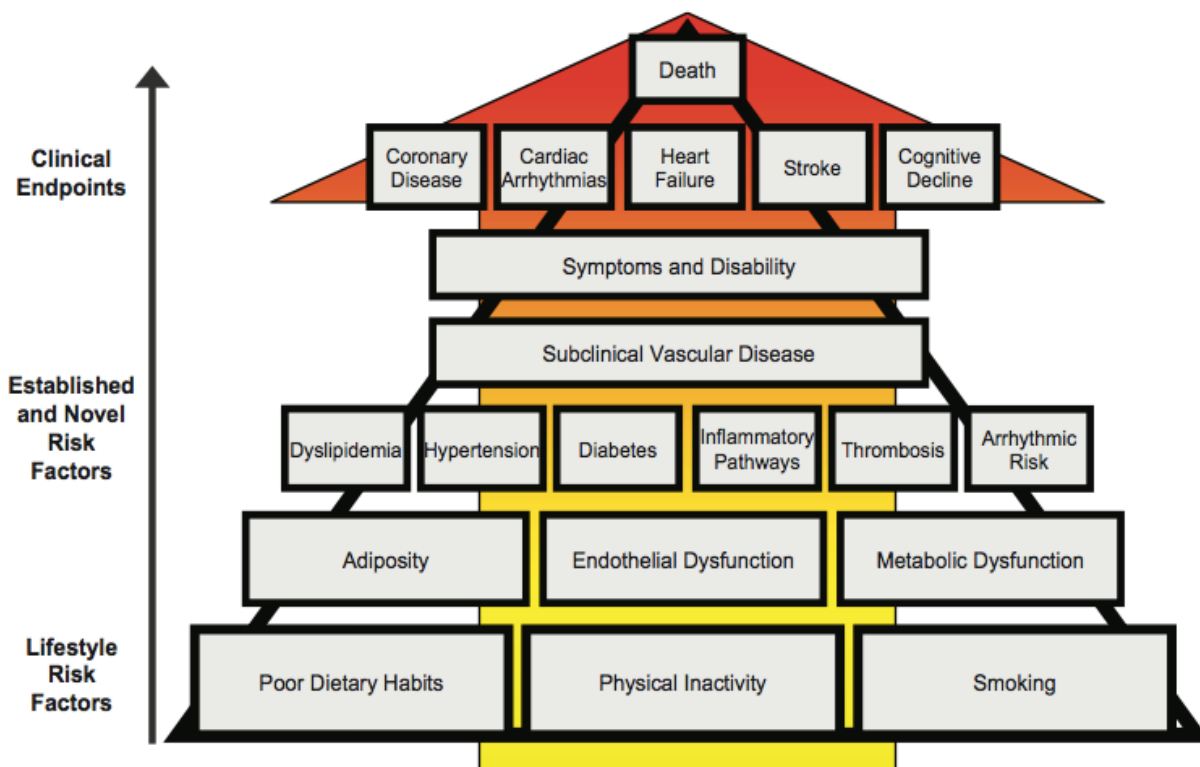 Death
Clinical
Endpoints
Coronary
Disease
Cardiac
Arrhythmias
Heart
Failure
Stroke
Cognitive
Decline
Symptoms and Disability
Subclinical Vascular Disease
Established
and Novel
Risk
Factors
Dyslipidemia
Hypertension
Diabetes
Inflammatory
Pathways
Thrombosis
Arrhythmic
Risk
Adiposity
Endothelial Dysfunction
Metabolic Dysfunction
Lifestyle
Risk
Factors
Poor Dietary Habits
Physical Inactivity
Smoking